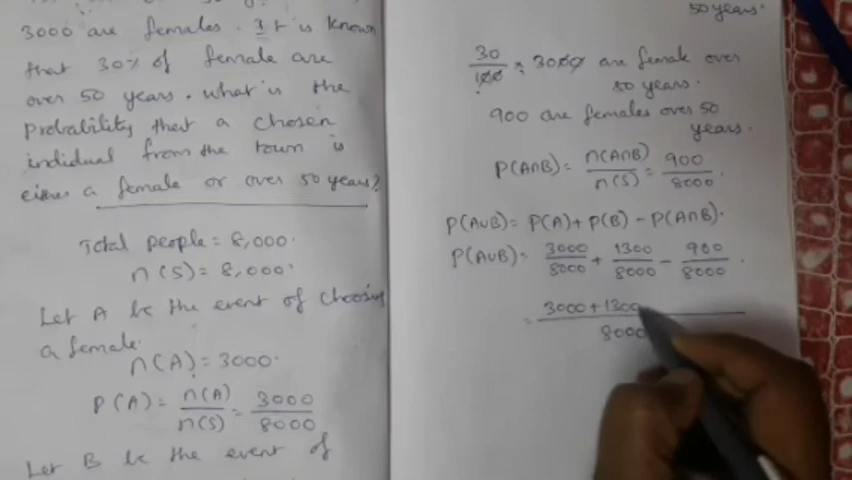 3000 are females. It is known
that 30% of female are
over 50 years. what is the
Probability that a chosen
indidual from the town is
either a female or over 50 years?
Total people = 8,000.
n(S) = 8,000.
Let A be the event of choosing
a female.
n(A) = 3000.
P(A) = n(A)/n(S) = 3000/8000
Let B be the event of
50 years.
30/100 × 3000 are female over
50 years.
900 are females over 50
years.
P(A∩B) = n(A∩B)/n(S) = 900/8000.
P(A∪B) = P(A) + P(B) - P(A∩B).
P(A∪B) = 3000/8000 + 1300/8000 - 900/8000.
= 3000 + 1300/8000